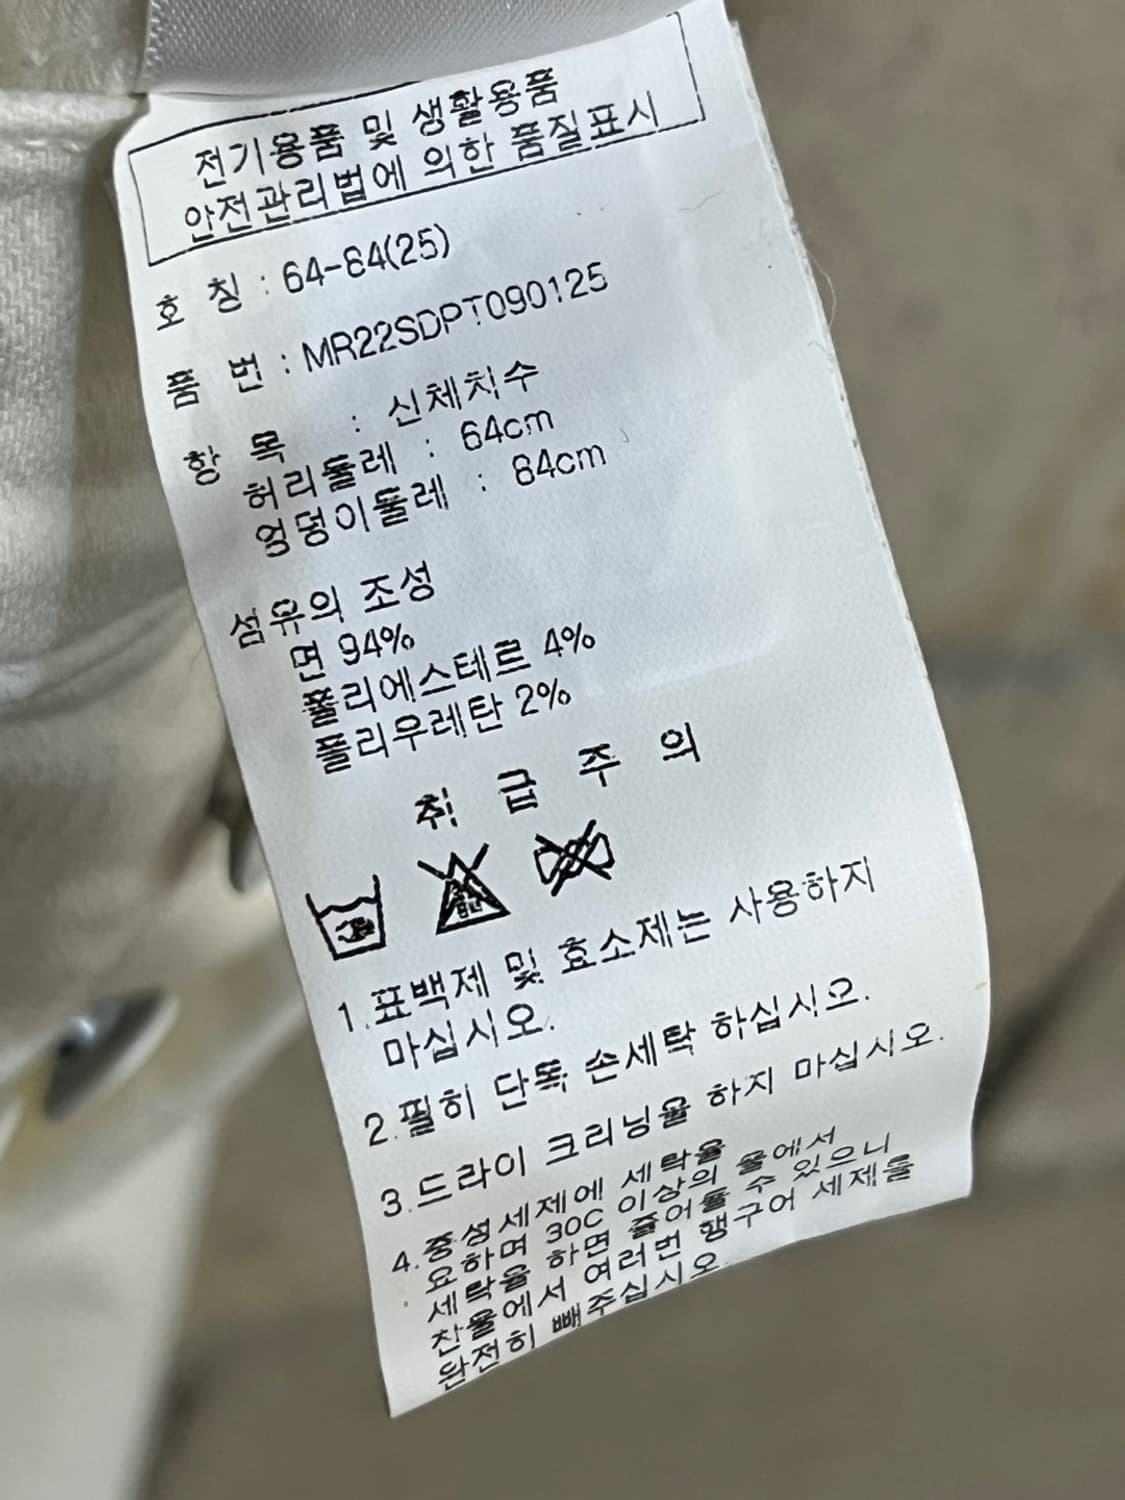 전기용품 및 생활용품
안전관리법에 의한 품질표시
호 칭 : 64-84(25)
품 번 : MR22SDPT090125
항 목 : 신체치수
허리둘레 : 64cm
엉덩이둘레 : 84cm
섬유의 조성
면 94%
폴리에스테르 4%
폴리우레탄 2%
취 급 주 의
1.표백제 및 효소제는 사용하지
마십시오.
2.필히 단독 손세탁 하십시오.
3.드라이 크리닝을 하지 마십시오.
4.중성세제에 세탁을
요하며 30C 이상의 물에서
세탁을 하면 줄어들 수 있으니
찬물에서 여러번 행구어 세제를
완전히 빼주십시오.